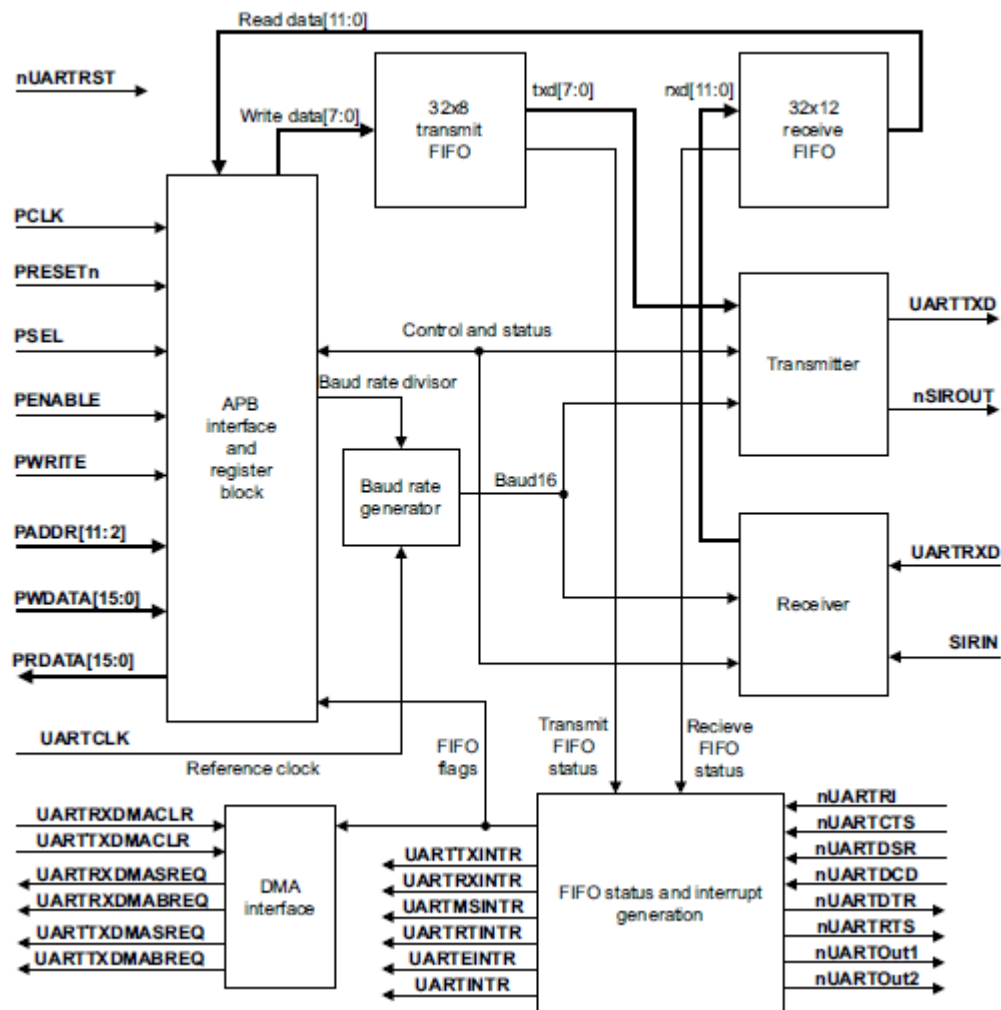 Read data[11:0]
nUARTRST
Write data[7:0]
32x8
transmit
FIFO
txd[7:0]
rxd[11:0]
32x12
receive
FIFO
PCLK
PRESETn
PSEL
PENABLE
PWRITE
PADDR[11:2]
PWDATA[15:0]
PRDATA[15:0]
APB
interface
and
register
block
Control and status
Baud rate divisor
Baud rate
generator
Baud16
Transmitter
UARTTXD
nSIROUT
Receiver
UARTRXD
SIRIN
UARTCLK
Reference clock
FIFO
flags
Transmit
FIFO
status
Recieve
FIFO
status
UARTRXDMACLR
UARTTXDMACLR
UARTRXDMASREQ
UARTRXDMABREQ
UARTTXDMASREQ
UARTTXDMABREQ
DMA
interface
UARTTXINTR
UARTRXINTR
UARTMSINTR
UARTRTINTR
UARTEINTR
UARTINTR
FIFO status and interrupt
generation
nUARTRI
nUARTCTS
nUARTDSR
nUARTDCD
nUARTDTR
nUARTRTS
nUARTOut1
nUARTOut2